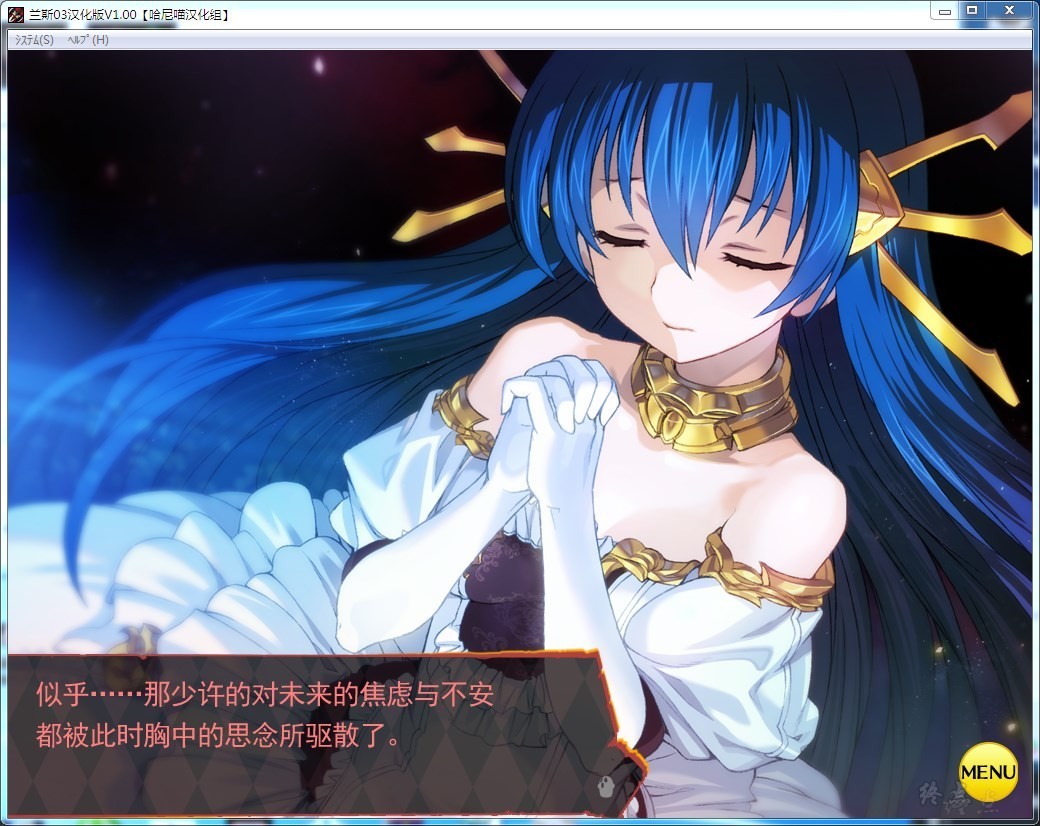 兰斯03汉化版V1.00【哈尼喵汉化组】
ｼｽﾃﾑ(S) ﾍﾙﾌﾟ(H)
似乎……那少许的对未来的焦虑与不安
都被此时胸中的思念所驱散了。
MENU